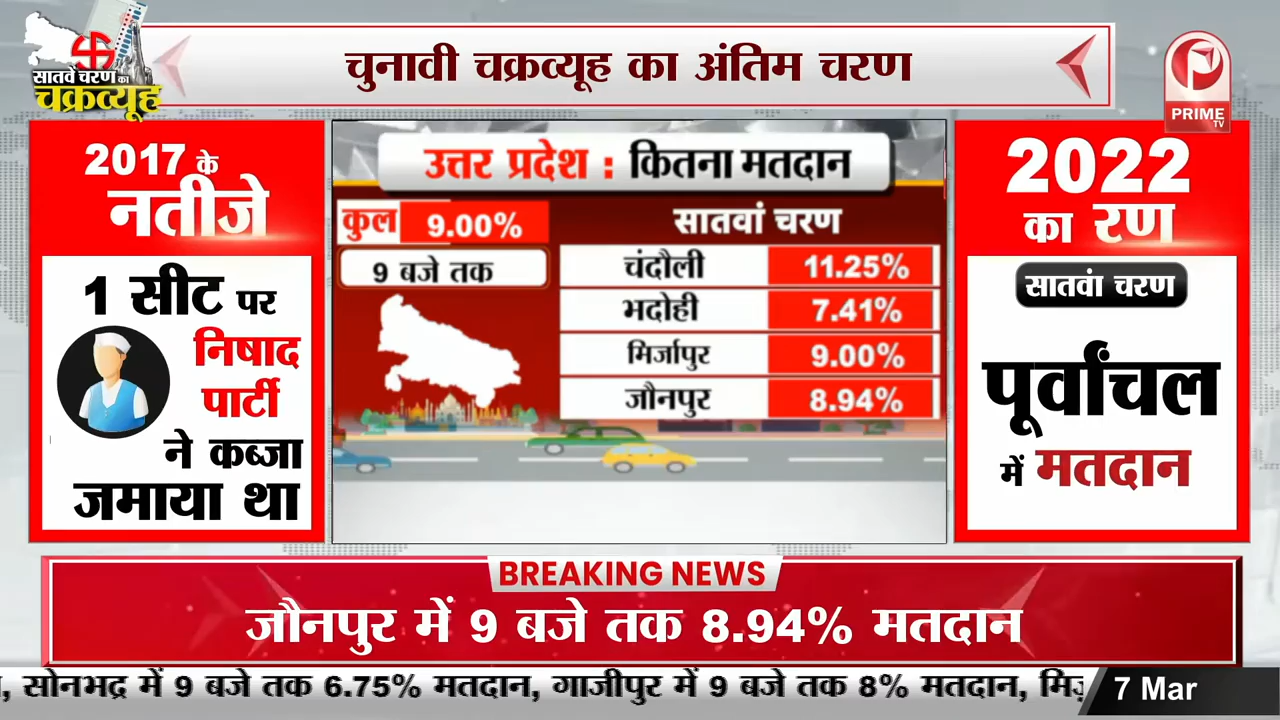 सातवें चरण का
चक्रव्यूह
चुनावी चक्रव्यूह का अंतिम चरण
PRIME
TV
2017 के
नतीजे
1 सीट पर
निषाद
पार्टी
ने कब्जा
जमाया था
उत्तर प्रदेश : कितना मतदान
कुल 9.00%
9 बजे तक
सातवां चरण
चंदौली 11.25%
भदोही 7.41%
मिर्जापुर 9.00%
जौनपुर 8.94%
2022
का रण
सातवां चरण
पूर्वांचल
में मतदान
BREAKING NEWS
जौनपुर में 9 बजे तक 8.94% मतदान
, सोनभद्र में 9 बजे तक 6.75% मतदान, गाजीपुर में 9 बजे तक 8% मतदान,
7 Mar